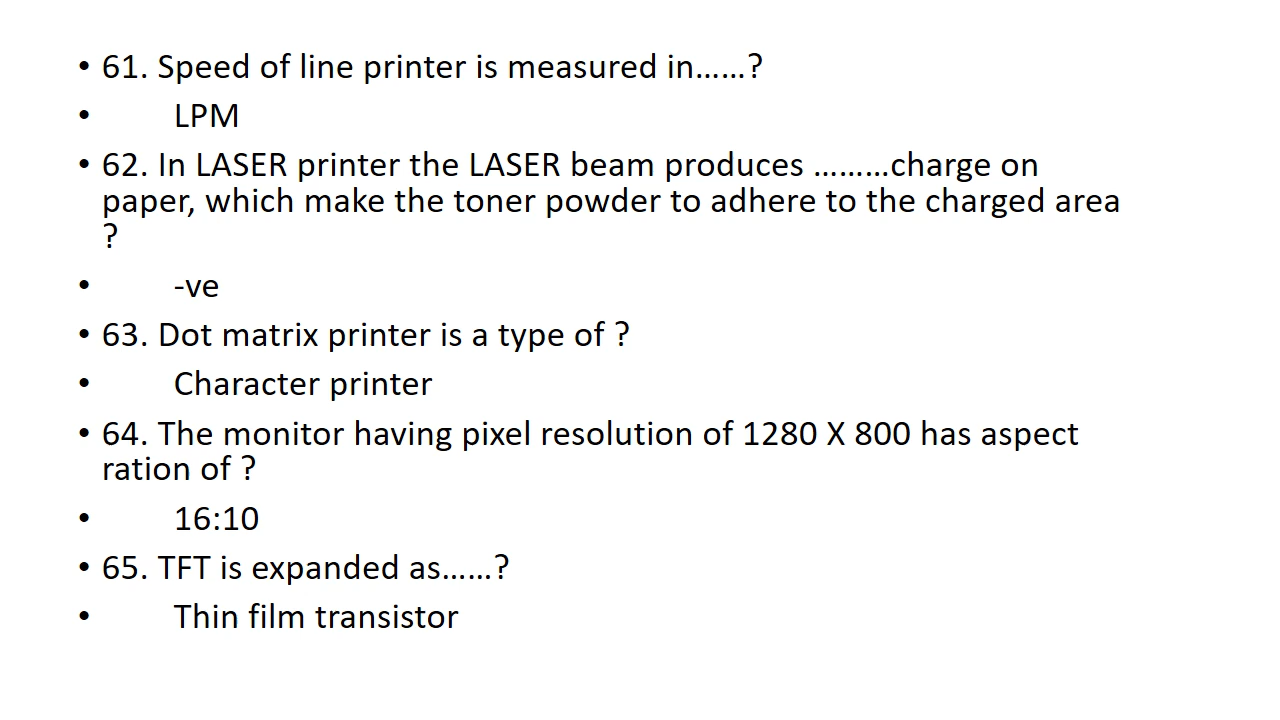 • 61. Speed of line printer is measured in……?
• LPM
• 62. In LASER printer the LASER beam produces ………charge on
paper, which make the toner powder to adhere to the charged area
?
• -ve
• 63. Dot matrix printer is a type of ?
• Character printer
• 64. The monitor having pixel resolution of 1280 X 800 has aspect
ration of ?
• 16:10
• 65. TFT is expanded as……?
• Thin film transistor